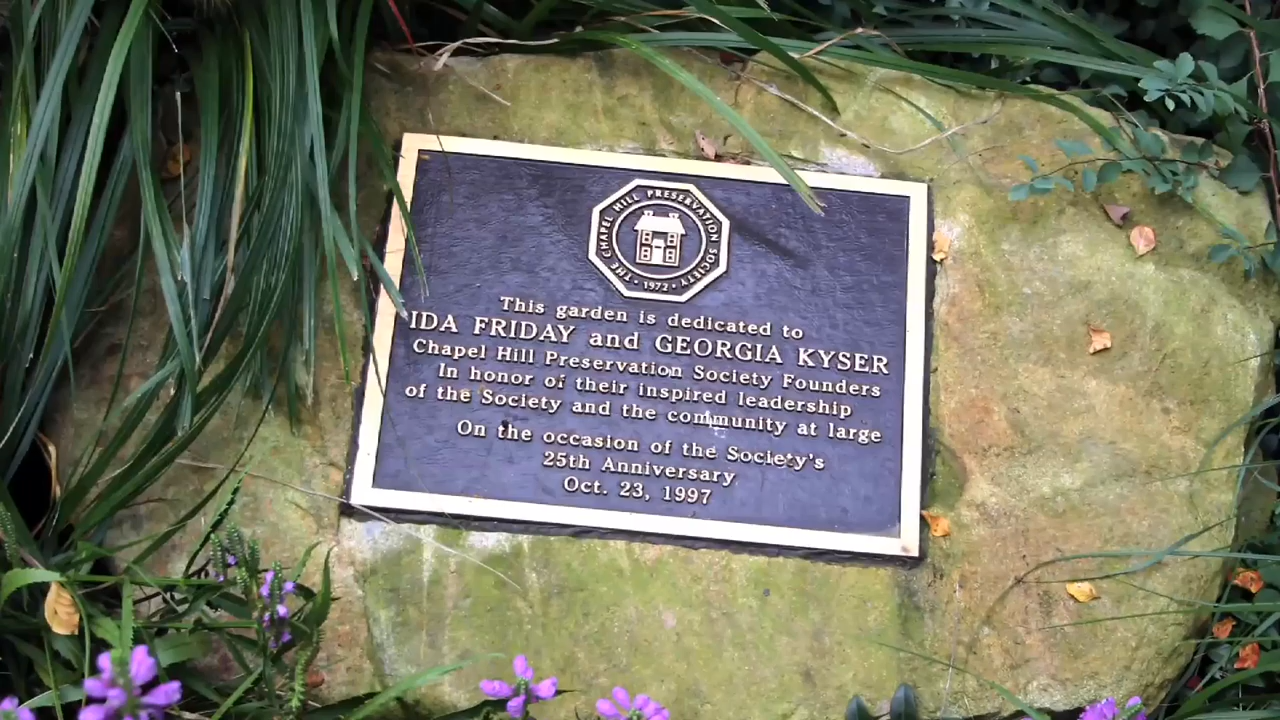 THE CHAPEL HILL PRESERVATION SOCIETY
• 1972 •
This garden is dedicated to
IDA FRIDAY and GEORGIA KYSER
Chapel Hill Preservation Society Founders
In honor of their inspired leadership
of the Society and the community at large
On the occasion of the Society's
25th Anniversary
Oct. 23, 1997